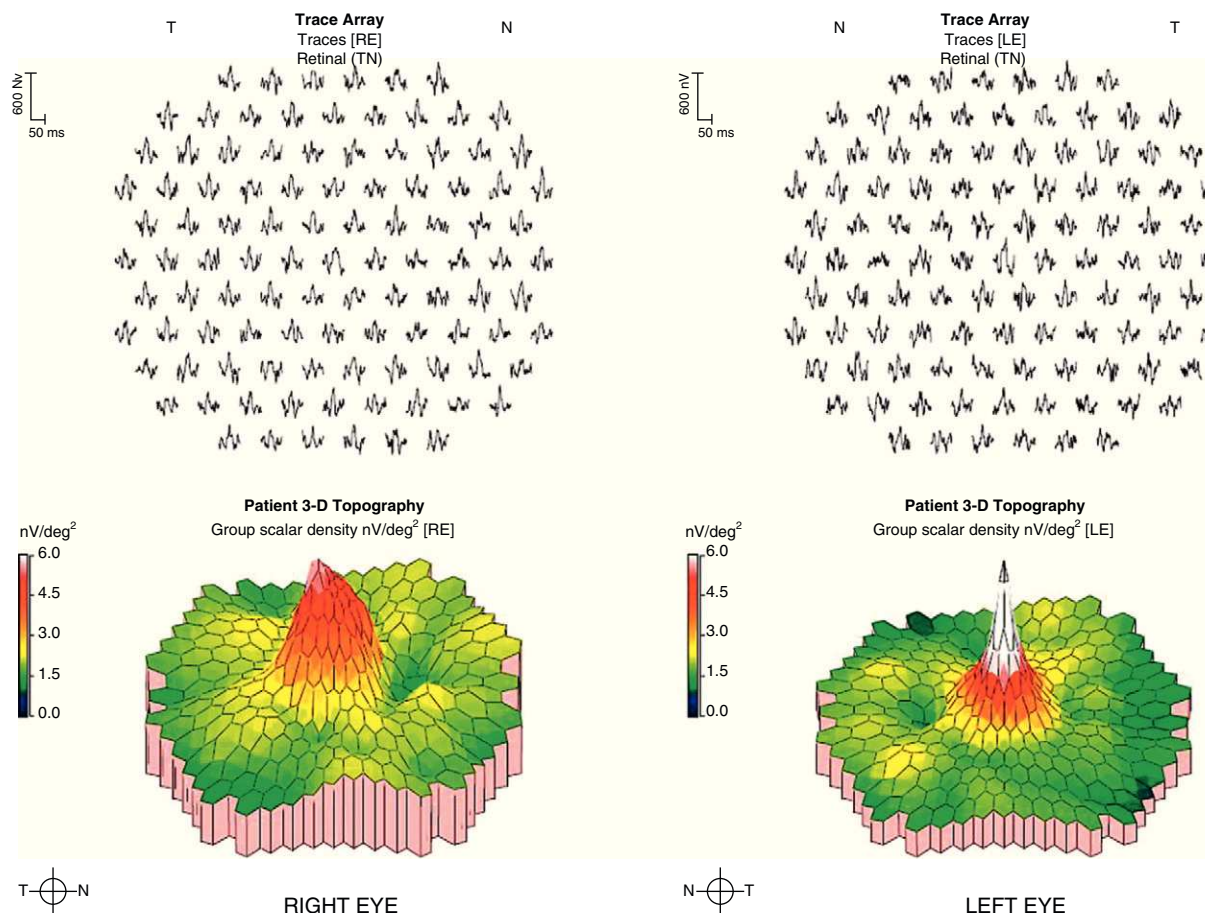 T
Trace Array
N
Traces [RE]
Retinal (TN)
600 Nv
50 ms
N
Trace Array
T
Traces [LE]
Retinal (TN)
600 nV
50 ms
Patient 3-D Topography
Group scalar density nV/deg2 [RE]
nV/deg2
6.0
4.5
3.0
1.5
0.0
T
N
RIGHT EYE
Patient 3-D Topography
Group scalar density nV/deg2 [LE]
nV/deg2
6.0
4.5
3.0
1.5
0.0
N
T
LEFT EYE